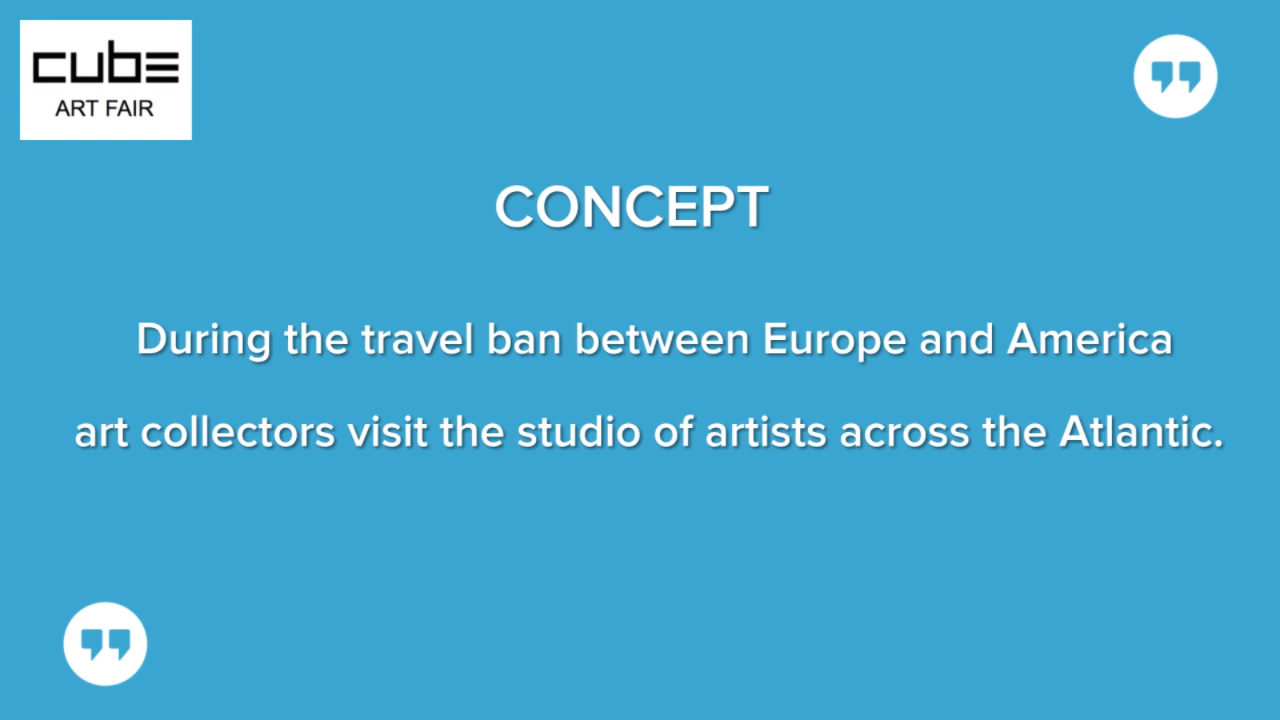 cube
ART FAIR
CONCEPT
During the travel ban between Europe and America
art collectors visit the studio of artists across the Atlantic.